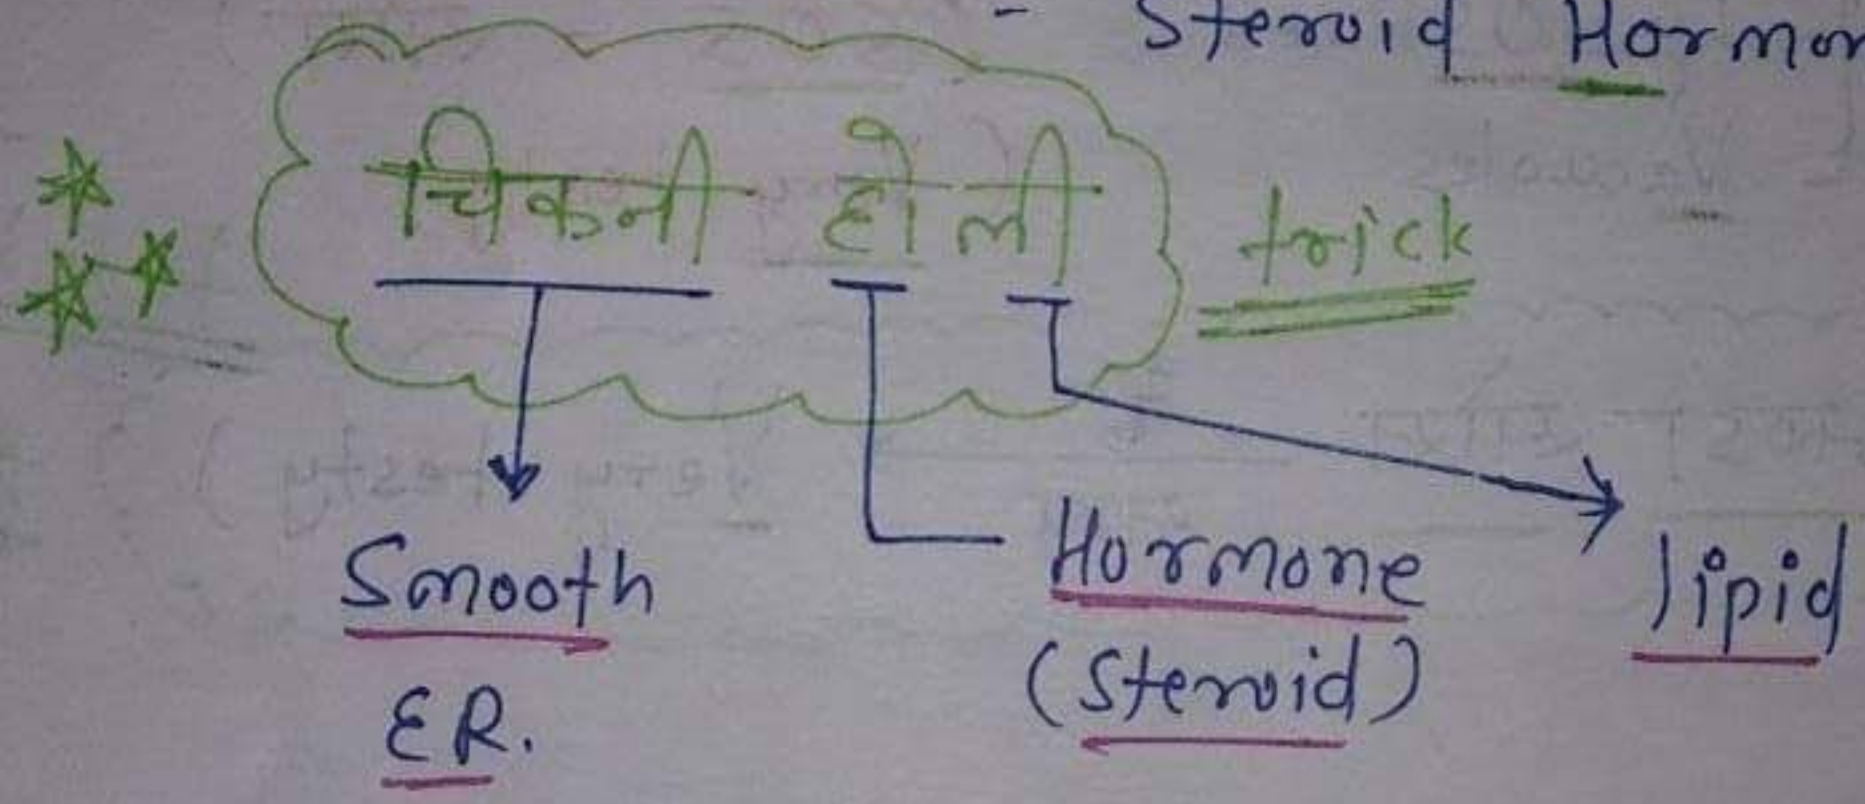 - Steroid Hormon
चिकनी होली trick
Smooth Hormone lipid
ER. (Steroid)